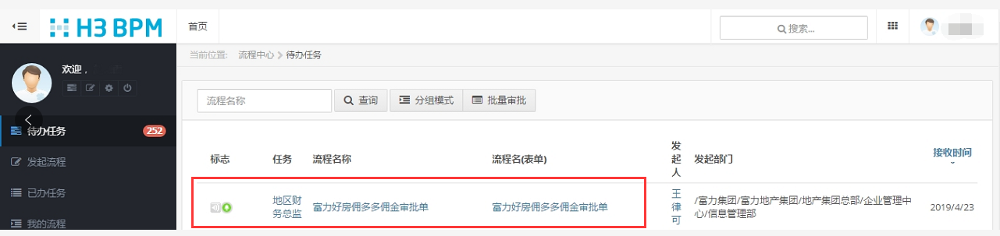 H3 BPM
首页
搜索...
欢迎，
当前位置: 流程中心 > 待办任务
流程名称 查询 分组模式 批量审批
待办任务 252
发起流程
已办任务
我的流程
标志 任务 流程名称 流程名(表单) 发起人 发起部门 接收时间
地区财务总监 富力好房佣多多佣金审批单 富力好房佣多多佣金审批单 王律可 /富力集团/富力地产集团/地产集团总部/企业管理中心/信息管理部 2019/4/23